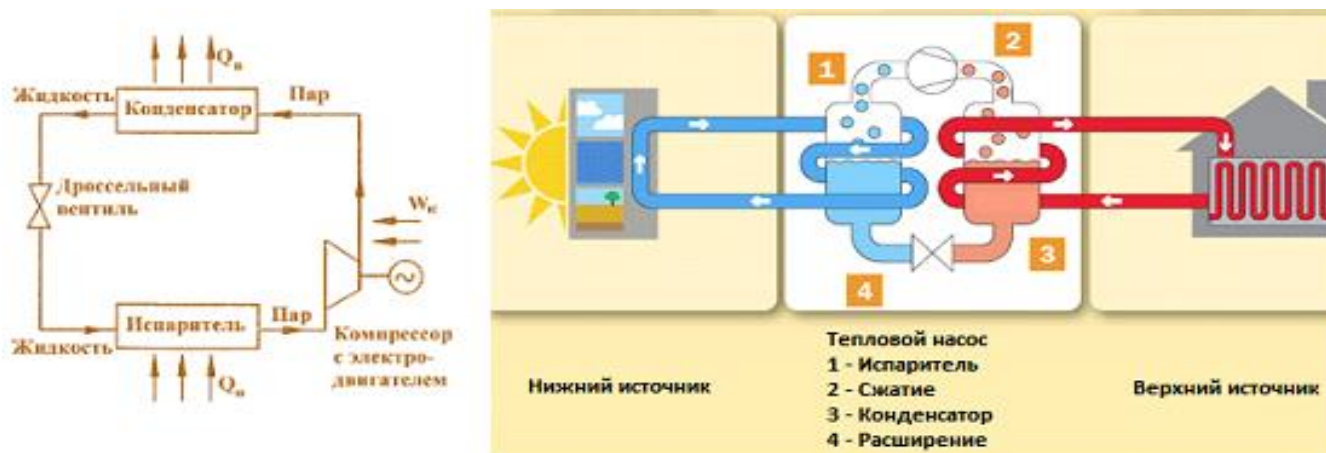 Qв
Жидкость
Пар
Конденсатор
Дроссельный
вентиль
Wк
Испаритель
Пар
Жидкость
Компрессор
с электро-
двигателем
Qн
1
2
3
4
Нижний источник
Тепловой насос
1 - Испаритель
2 - Сжатие
3 - Конденсатор
4 - Расширение
Верхний источник